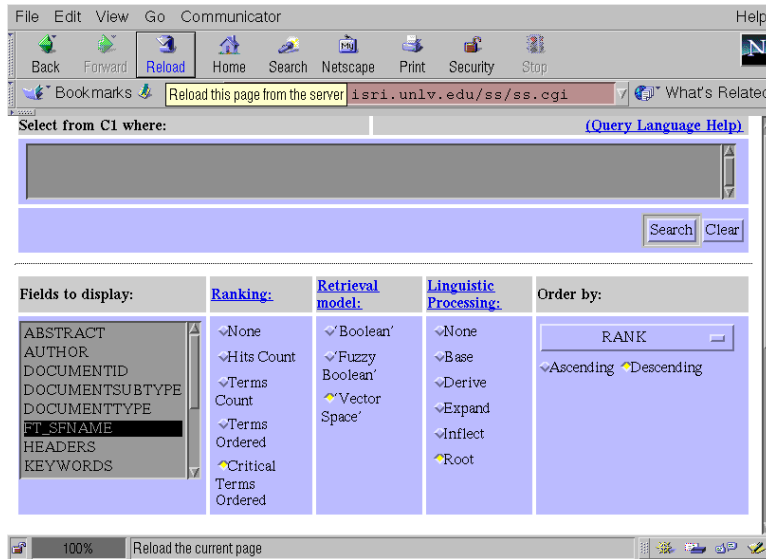 File Edit View Go Communicator Help
Back Forward Reload Home Search Netscape Print Security Stop
My
N
Bookmarks Reload this page from the server isri.unlv.edu/ss/ss.cgi What's Related
Select from C1 where: (Query Language Help)
Search Clear
Fields to display:
ABSTRACT
AUTHOR
DOCUMENTID
DOCUMENTSUBTYPE
DOCUMENTTYPE
FT_SFNAME
HEADERS
KEYWORDS
Ranking:
None
Hits Count
Terms
Count
Terms
Ordered
Critical
Terms
Ordered
Retrieval
model:
'Boolean'
'Fuzzy
Boolean'
'Vector
Space'
Linguistic
Processing:
None
Base
Derive
Expand
Inflect
Root
Order by:
RANK
Ascending Descending
100% Reload the current page